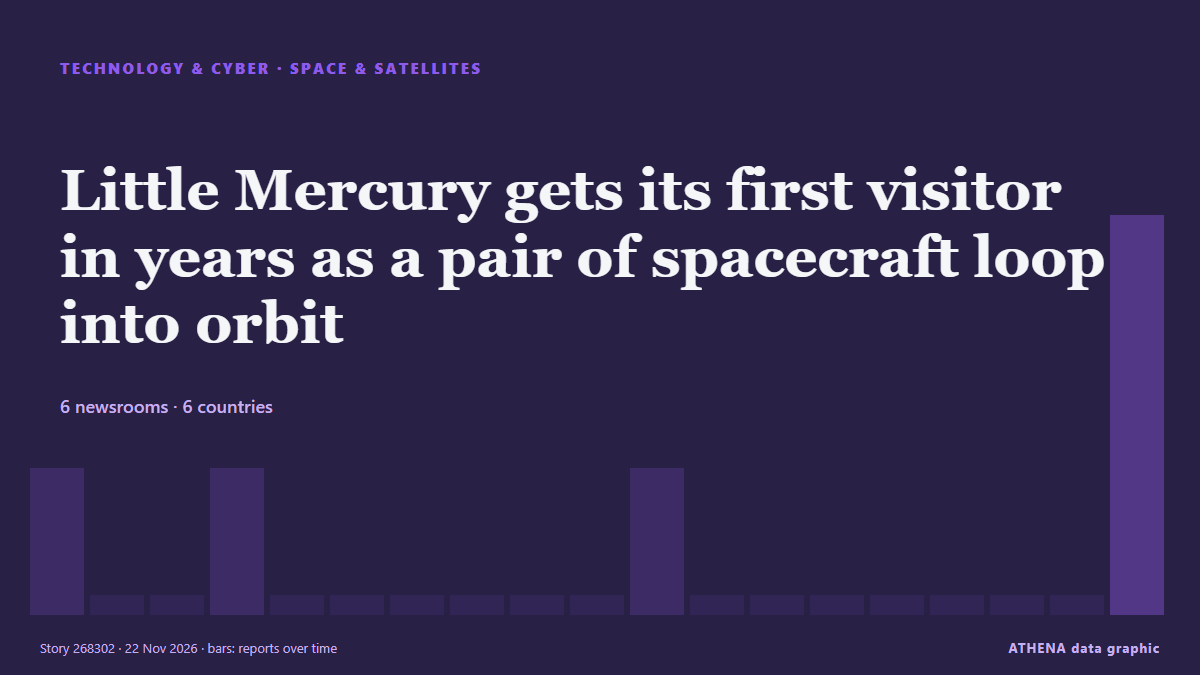 TECHNOLOGY & CYBER · SPACE & SATELLITES
Little Mercury gets its first visitor
in years as a pair of spacecraft loop
into orbit
6 newsrooms · 6 countries
Story 268302 · 22 Nov 2026 · bars: reports over time
ATHENA data graphic